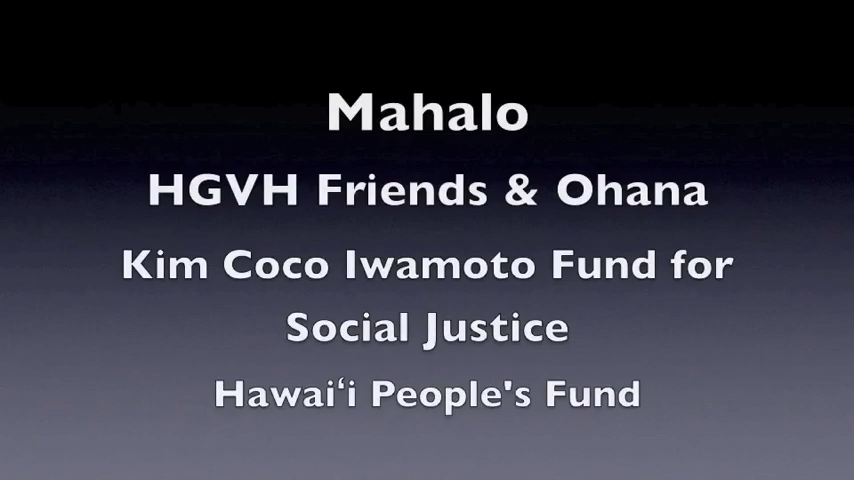 Mahalo
HGVH Friends & Ohana
Kim Coco Iwamoto Fund for
Social Justice
Hawaiʻi People's Fund